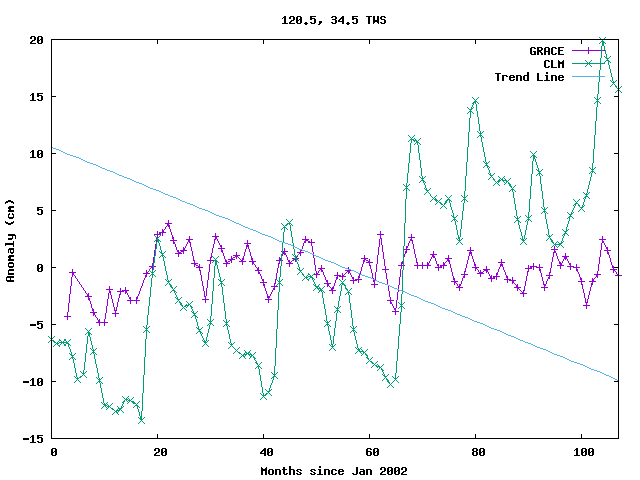 120.5, 34.5 TWS
GRACE
CLM
Trend Line
20
15
10
5
0
-5
-10
-15
Anomaly (cm)
0 20 40 60 80 100
Months since Jan 2002